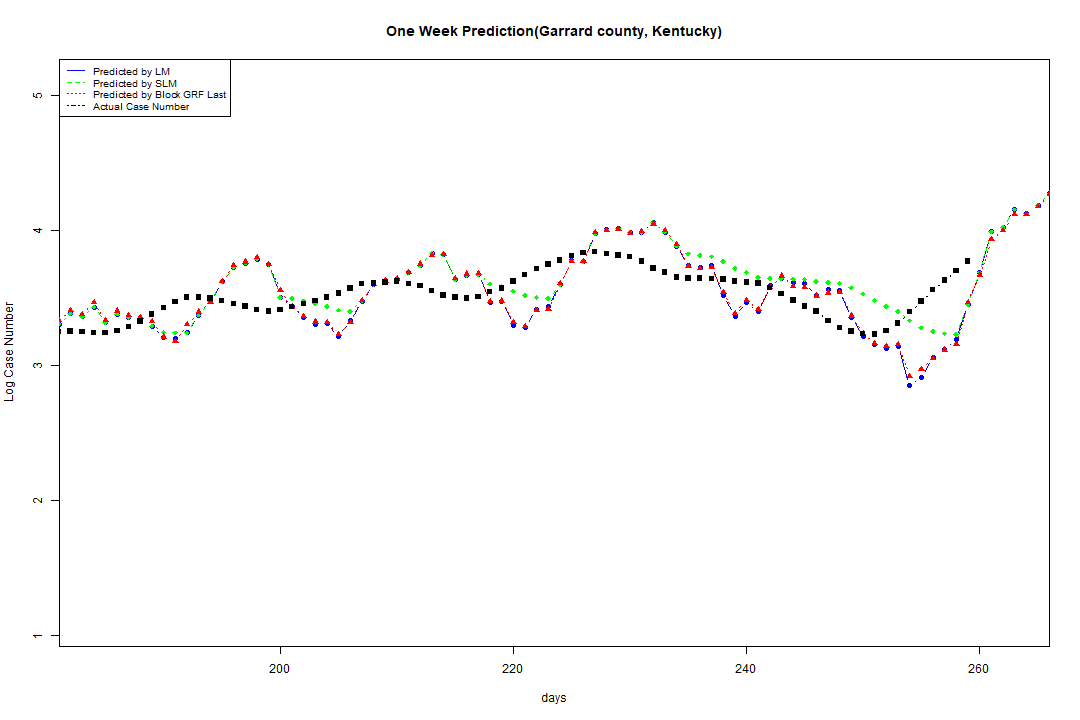 One Week Prediction(Garrard county, Kentucky)
Predicted by LM
Predicted by SLM
Predicted by Block GRF Last
Actual Case Number
5
4
3
2
1
Log Case Number
200 220 240 260
days